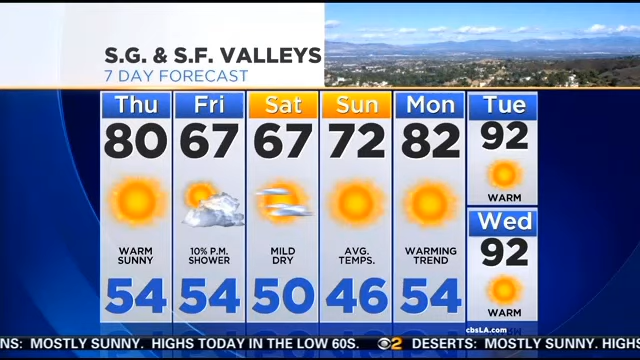 S.G. & S.F. VALLEYS
7 DAY FORECAST
Thu
80
WARM
SUNNY
54
Fri
67
10% P.M.
SHOWER
54
Sat
67
MILD
DRY
50
Sun
72
AVG.
TEMPS.
46
Mon
82
WARMING
TREND
54
Tue
92
WARM
Wed
92
WARM
cbsLA.com
NS: MOSTLY SUNNY. HIGHS TODAY IN THE LOW 60S. 2 DESERTS: MOSTLY SUNNY. HIGHS